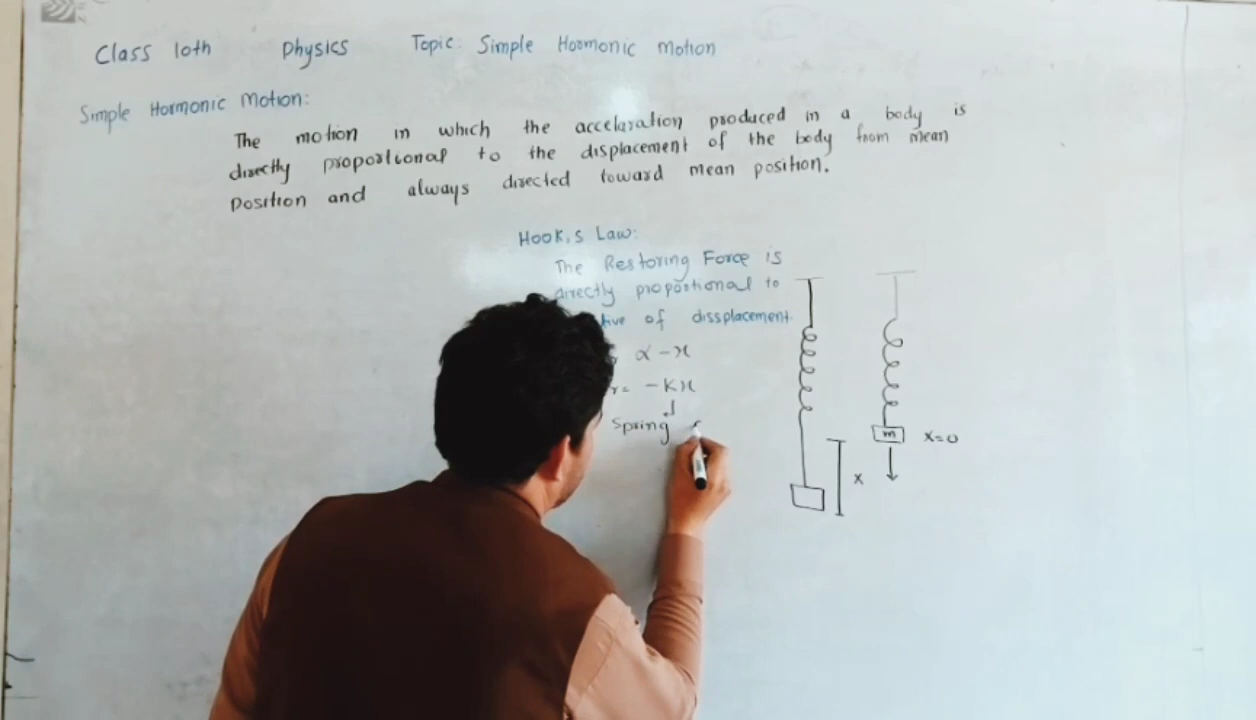 Class 10th Physics Topic: Simple Hormonic motion
Simple Hormonic Motion:
The motion in which the acceleration produced in a body is
directly proportional to the displacement of the body from mean
Position and always directed toward mean position.
Hook,s Law:
The Restoring Force is
directly proportional to
of dissplacement.
α -x
= -Kx
Spring
m
x=0
x